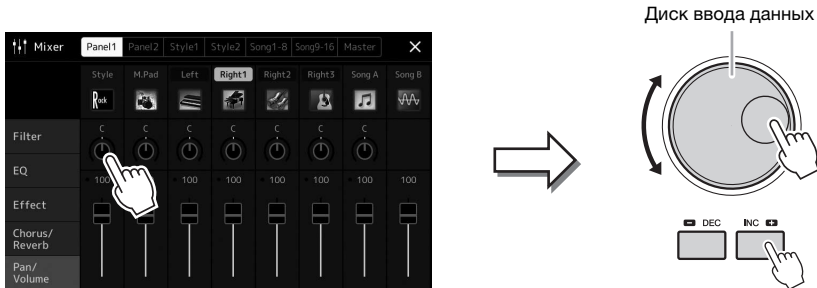 Диск ввода данных
Mixer Panel1 Panel2 Style1 Style2 Song1-8 Song9-16 Master
Style M.Pad Left Right1 Right2 Right3 Song A Song B
Rock
Filter C C C C C C C
EQ
100 100 100 100 100 100 100
Effect
Chorus/
Reverb
Pan/
Volume
DEC INC